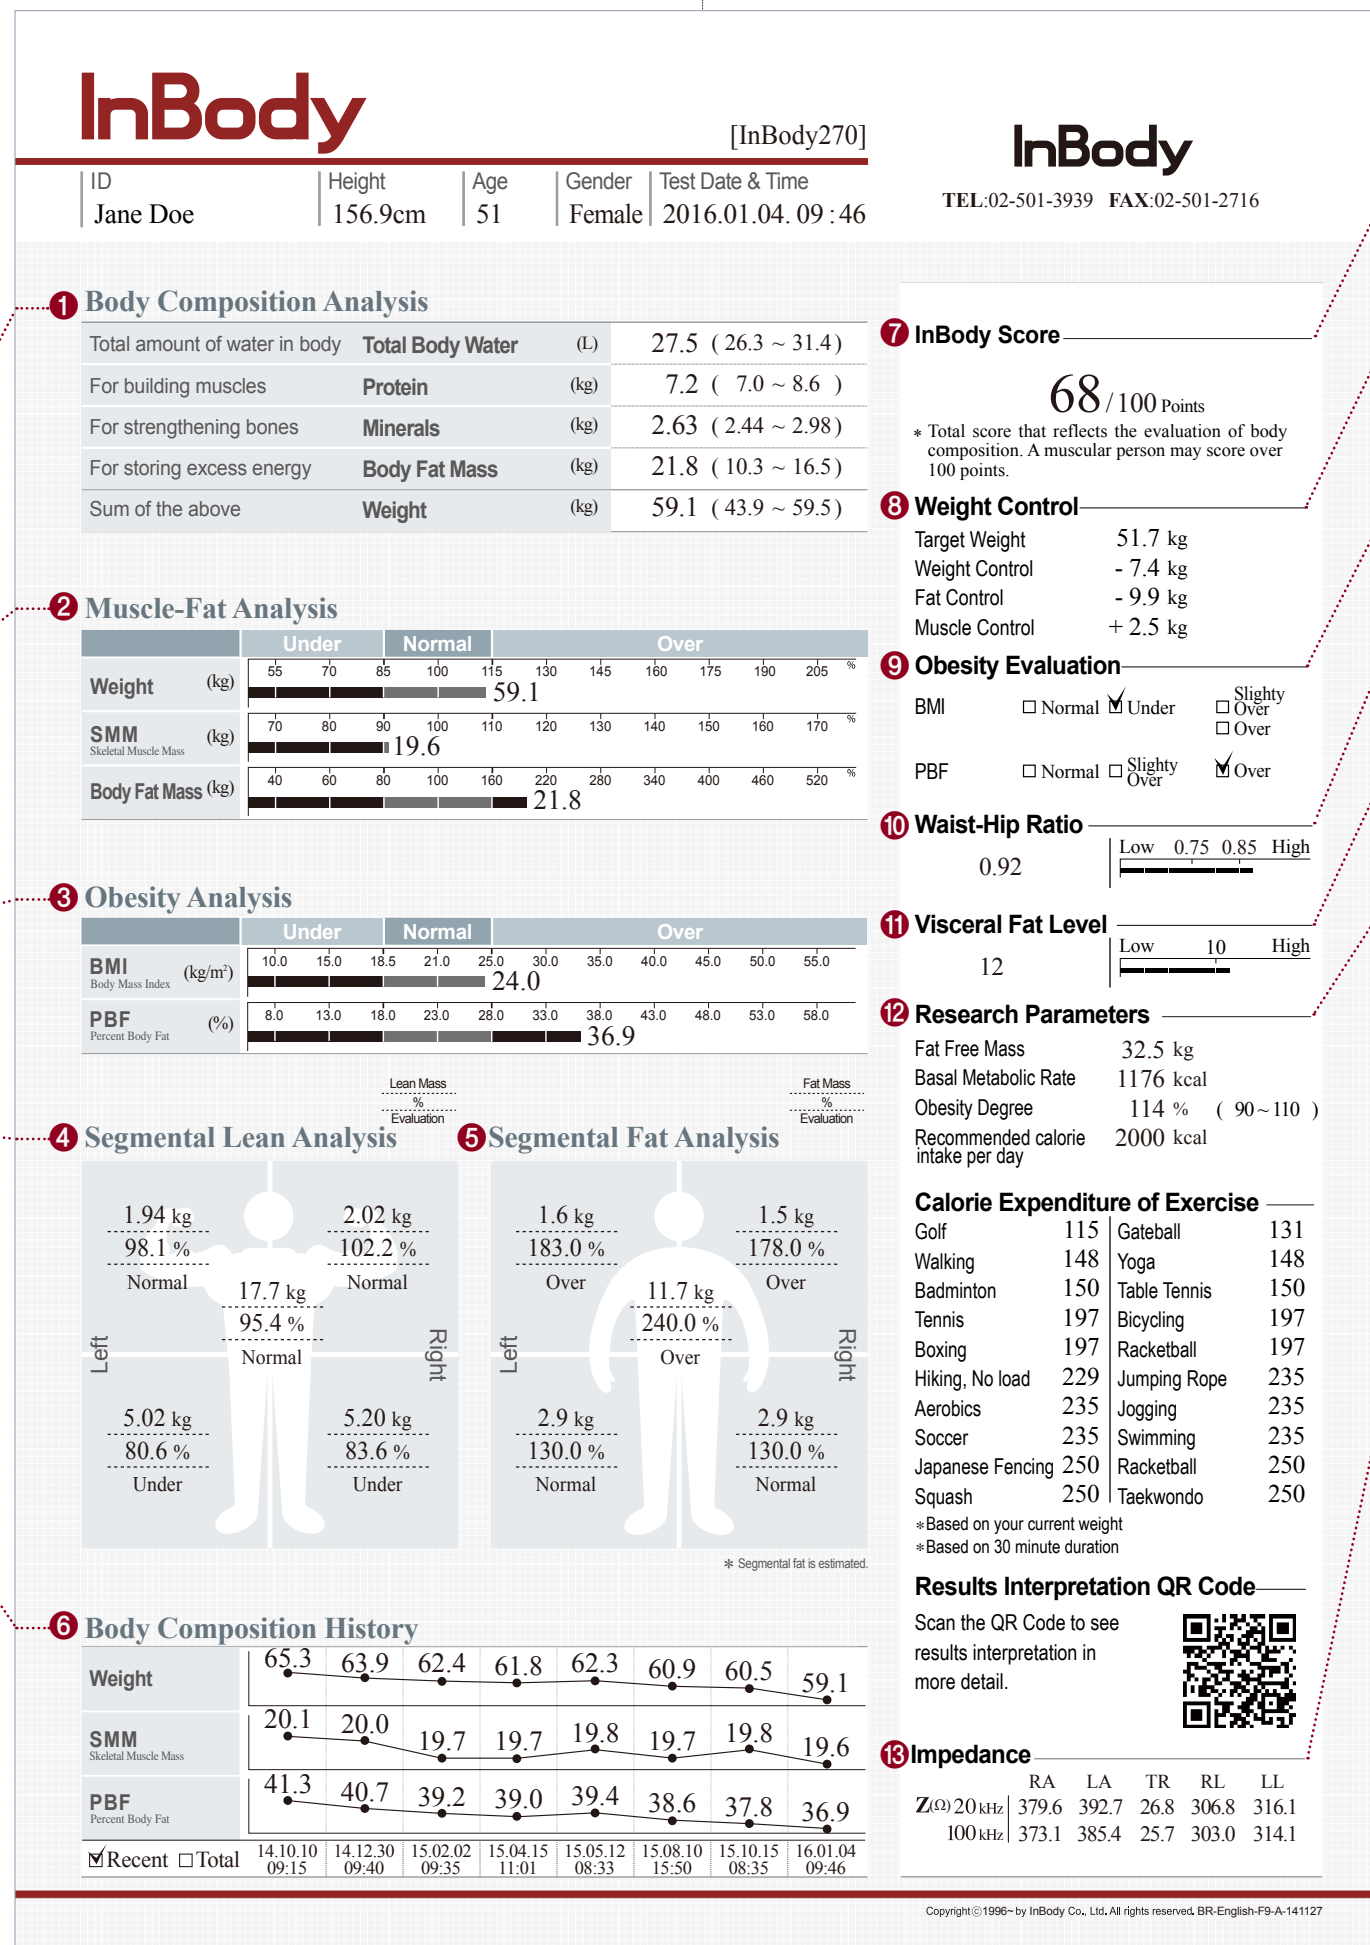 InBody
[InBody270]
ID Height Age Gender Test Date & Time
Jane Doe 156.9cm 51 Female 2016.01.04. 09 : 46
InBody
TEL:02-501-3939 FAX:02-501-2716
1 Body Composition Analysis
Total amount of water in body Total Body Water (L) 27.5 ( 26.3 ~ 31.4 )
For building muscles Protein (kg) 7.2 ( 7.0 ~ 8.6 )
For strengthening bones Minerals (kg) 2.63 ( 2.44 ~ 2.98 )
For storing excess energy Body Fat Mass (kg) 21.8 ( 10.3 ~ 16.5 )
Sum of the above Weight (kg) 59.1 ( 43.9 ~ 59.5 )
2 Muscle-Fat Analysis
Under Normal Over
Weight (kg) 55 70 85 100 115 130 145 160 175 190 205 %
59.1
SMM (kg) 70 80 90 100 110 120 130 140 150 160 170 %
Skeletal Muscle Mass 19.6
Body Fat Mass (kg) 40 60 80 100 160 220 280 340 400 460 520 %
21.8
3 Obesity Analysis
Under Normal Over
BMI (kg/m²) 10.0 15.0 18.5 21.0 25.0 30.0 35.0 40.0 45.0 50.0 55.0
Body Mass Index 24.0
PBF (%) 8.0 13.0 18.0 23.0 28.0 33.0 38.0 43.0 48.0 53.0 58.0
Percent Body Fat 36.9
Lean Mass
%
Evaluation
4 Segmental Lean Analysis
1.94 kg 2.02 kg
98.1 % 102.2 %
Normal Normal
17.7 kg
95.4 %
Normal
Left Right
5.02 kg 5.20 kg
80.6 % 83.6 %
Under Under
Fat Mass
%
Evaluation
5 Segmental Fat Analysis
1.6 kg 1.5 kg
183.0 % 178.0 %
Over Over
11.7 kg
240.0 %
Over
Left Right
2.9 kg 2.9 kg
130.0 % 130.0 %
Normal Normal
* Segmental fat is estimated.
6 Body Composition History
Weight 65.3 63.9 62.4 61.8 62.3 60.9 60.5 59.1
SMM 20.1 20.0 19.7 19.7 19.8 19.7 19.8 19.6
Skeletal Muscle Mass
PBF 41.3 40.7 39.2 39.0 39.4 38.6 37.8 36.9
Percent Body Fat
Recent Total 14.10.10 14.12.30 15.02.02 15.04.15 15.05.12 15.08.10 15.10.15 16.01.04
09:15 09:40 09:35 11:01 08:33 15:50 08:35 09:46
7 InBody Score
68 / 100 Points
* Total score that reflects the evaluation of body
composition. A muscular person may score over
100 points.
8 Weight Control
Target Weight 51.7 kg
Weight Control - 7.4 kg
Fat Control - 9.9 kg
Muscle Control + 2.5 kg
9 Obesity Evaluation
BMI Normal Under Slighty Over
Over
PBF Normal Slighty Over Over
10 Waist-Hip Ratio
0.92 Low 0.75 0.85 High
11 Visceral Fat Level
12 Low 10 High
12 Research Parameters
Fat Free Mass 32.5 kg
Basal Metabolic Rate 1176 kcal
Obesity Degree 114 % ( 90 ~ 110 )
Recommended calorie 2000 kcal
intake per day
Calorie Expenditure of Exercise
Golf 115 Gateball 131
Walking 148 Yoga 148
Badminton 150 Table Tennis 150
Tennis 197 Bicycling 197
Boxing 197 Racketball 197
Hiking, No load 229 Jumping Rope 235
Aerobics 235 Jogging 235
Soccer 235 Swimming 235
Japanese Fencing 250 Racketball 250
Squash 250 Taekwondo 250
*Based on your current weight
*Based on 30 minute duration
Results Interpretation QR Code
Scan the QR Code to see
results interpretation in
more detail.
13 Impedance
RA LA TR RL LL
Z(Ω) 20 kHz 379.6 392.7 26.8 306.8 316.1
100 kHz 373.1 385.4 25.7 303.0 314.1
Copyright ⓒ 1996~ by InBody Co., Ltd. All rights reserved. BR-English-F9-A-141127